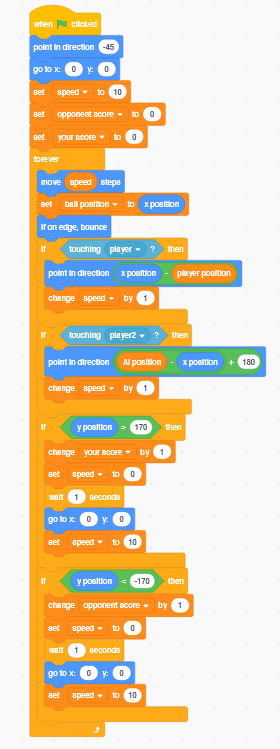 when clicked
point in direction -45
go to x: 0 y: 0
set speed to 10
set opponent score to 0
set your score to 0
forever
move speed steps
set ball position to x position
if on edge, bounce
if touching player ? then
point in direction x position - player position
change speed by 1
if touching player2 ? then
point in direction AI position - x position + 180
change speed by 1
if y position > 170 then
change your score by 1
set speed to 0
wait 1 seconds
go to x: 0 y: 0
set speed to 10
if y position < -170 then
change opponent score by 1
set speed to 0
wait 1 seconds
go to x: 0 y: 0
set speed to 10